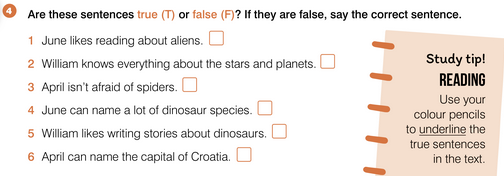 4 Are these sentences true (T) or false (F)? If they are false, say the correct sentence.
1 June likes reading about aliens.
2 William knows everything about the stars and planets.
3 April isn't afraid of spiders.
4 June can name a lot of dinosaur species.
5 William likes writing stories about dinosaurs.
6 April can name the capital of Croatia.
Study tip!
READING
Use your
colour pencils
to underline the
true sentences
in the text.